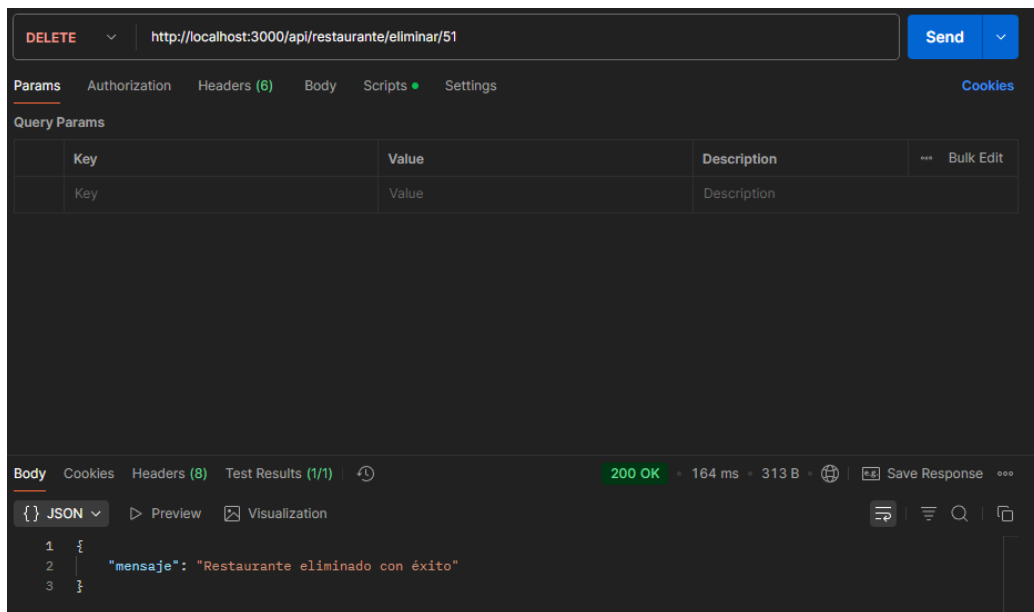 DELETE http://localhost:3000/api/restaurante/eliminar/51 Send
Params Authorization Headers (6) Body Scripts Settings Cookies
Query Params
Key Value Description Bulk Edit
Key Value Description
Body Cookies Headers (8) Test Results (1/1) 200 OK 164 ms 313 B e.g. Save Response
{} JSON Preview Visualization
1 {
2 "mensaje": "Restaurante eliminado con éxito"
3 }